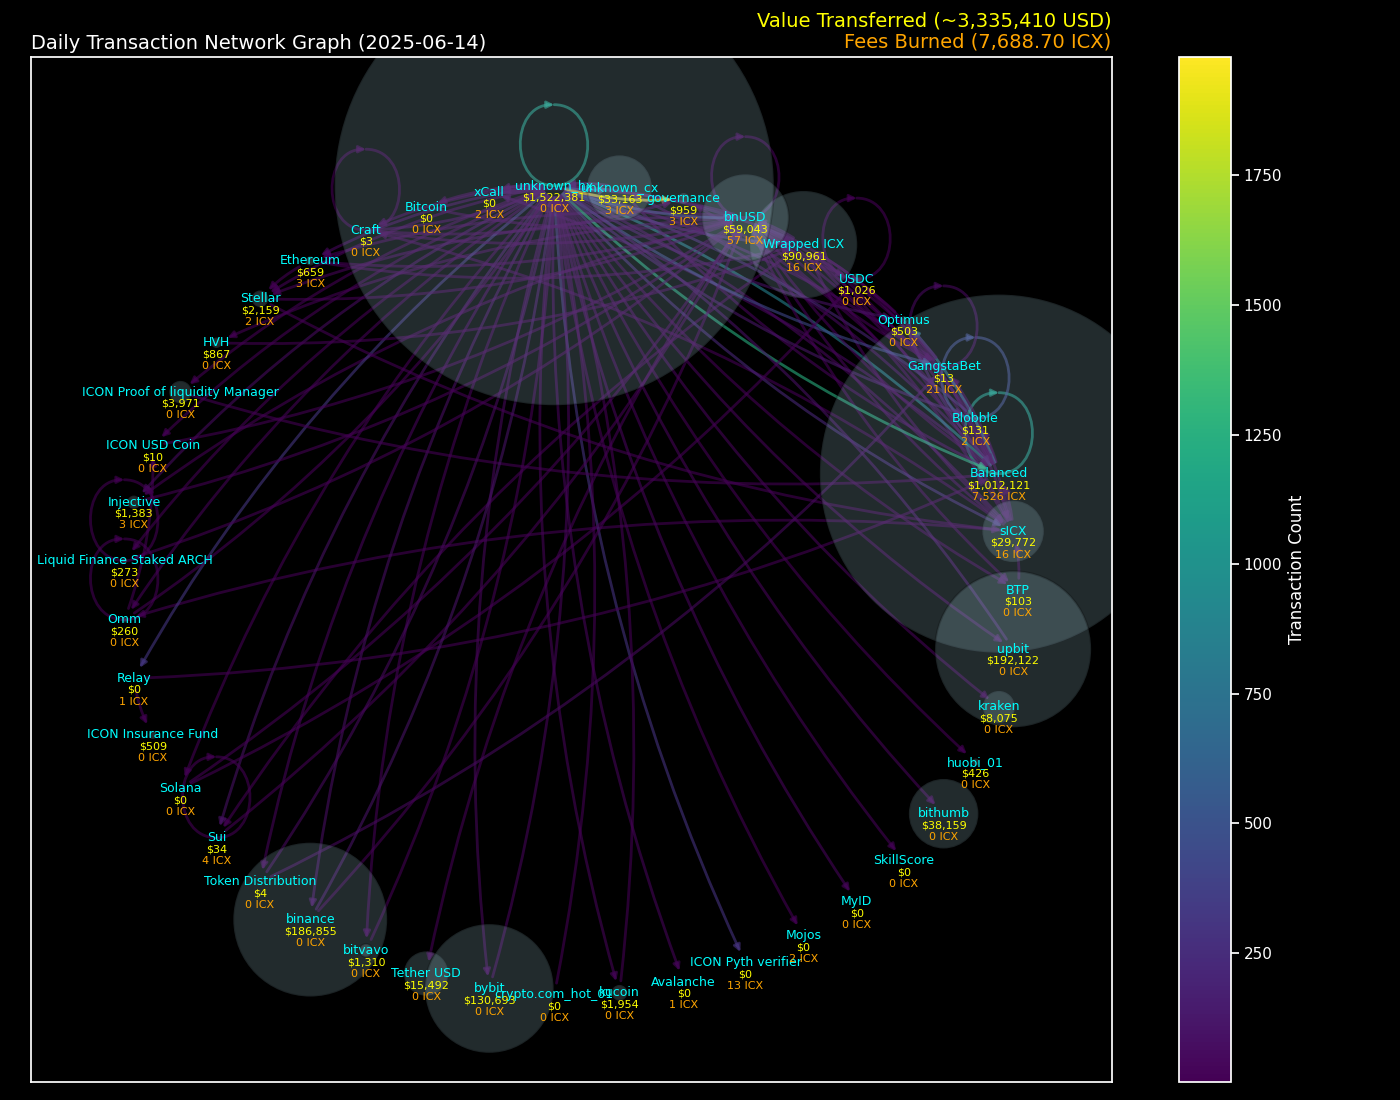 Value Transferred (~3,335,410 USD)
Daily Transaction Network Graph (2025-06-14)
Fees Burned (7,688.70 ICX)
unknown_hx
$1,522,381
0 ICX
unknown_cx
$33,163
3 ICX
governance
$959
3 ICX
xCall
$0
2 ICX
Bitcoin
$0
0 ICX
bnUSD
$59,043
57 ICX
Craft
$3
0 ICX
Wrapped ICX
$90,961
16 ICX
Ethereum
$659
3 ICX
USDC
$1,026
0 ICX
Stellar
$2,159
2 ICX
Optimus
$503
0 ICX
HVH
$867
0 ICX
GangstaBet
$13
21 ICX
ICON Proof of liquidity Manager
$3,971
0 ICX
Blobble
$131
2 ICX
ICON USD Coin
$10
0 ICX
Balanced
$1,012,121
7,526 ICX
Injective
$1,383
3 ICX
sICX
$29,772
16 ICX
Liquid Finance Staked ARCH
$273
0 ICX
BTP
$103
0 ICX
Omm
$260
0 ICX
upbit
$192,122
0 ICX
Relay
$0
1 ICX
kraken
$8,075
0 ICX
ICON Insurance Fund
$509
0 ICX
huobi_01
$426
0 ICX
Solana
$0
0 ICX
bithumb
$38,159
0 ICX
Sui
$34
4 ICX
SkillScore
$0
0 ICX
Token Distribution
$4
0 ICX
MyID
$0
0 ICX
binance
$186,855
0 ICX
Mojos
$0
2 ICX
bitvavo
$1,310
0 ICX
ICON Pyth verifier
$0
13 ICX
Tether USD
$15,492
0 ICX
Avalanche
$0
1 ICX
bybit
$130,693
0 ICX
crypto.com_hot_01
$0
0 ICX
kucoin
$1,954
0 ICX
1750
1500
1250
1000
750
500
250
Transaction Count